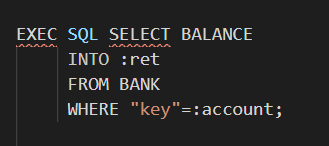 EXEC SQL SELECT BALANCE
INTO :ret
FROM BANK
WHERE "key"=:account;